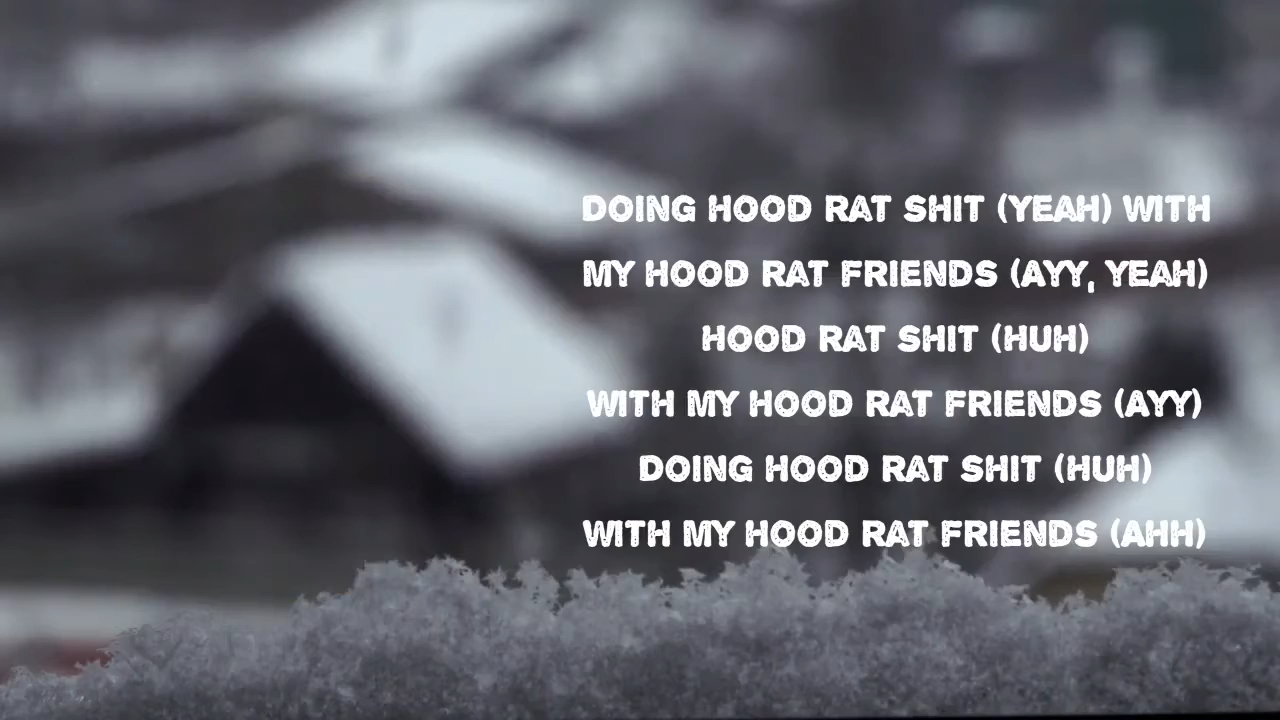 DOING HOOD RAT SHIT (YEAH) WITH
MY HOOD RAT FRIENDS (AYY, YEAH)
HOOD RAT SHIT (HUH)
WITH MY HOOD RAT FRIENDS (AYY)
DOING HOOD RAT SHIT (HUH)
WITH MY HOOD RAT FRIENDS (AHH)